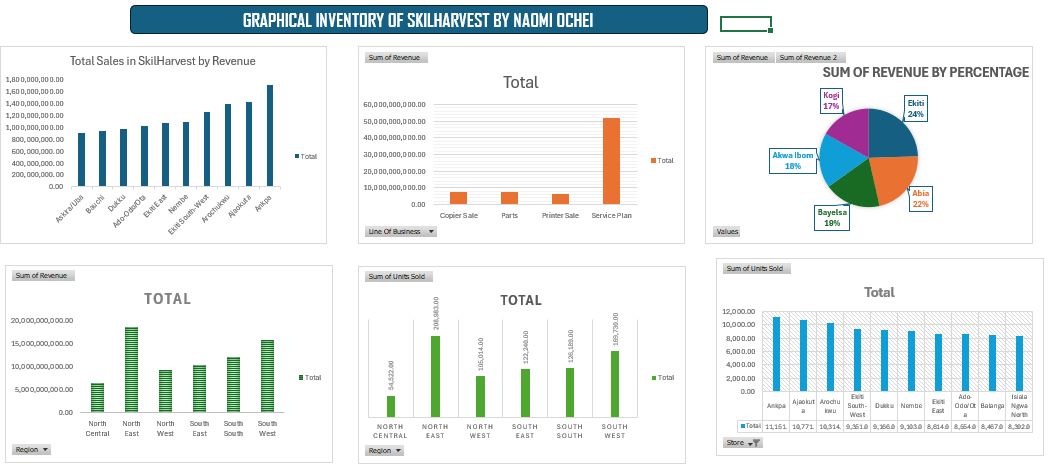 GRAPHICAL INVENTORY OF SKILHARVEST BY NAOMI OCHEI
Total Sales in SkilHarvest by Revenue
1,800,000,000.00
1,600,000,000.00
1,400,000,000.00
1,200,000,000.00
1,000,000,000.00
800,000,000.00
600,000,000.00
400,000,000.00
200,000,000.00
0.00
Askira/Uba
Bauchi
Dukku
Ado-Odo/Ota
Ekiti East
Nembe
Ekiti South-West
Arochukwu
Ajaokuta
Ankpa
Total
Sum of Revenue
Total
60,000,000,000.00
50,000,000,000.00
40,000,000,000.00
30,000,000,000.00
20,000,000,000.00
10,000,000,000.00
0.00
Copier Sale
Parts
Printer Sale
Service Plan
Total
Line Of Business
Sum of Revenue
Sum of Revenue 2
SUM OF REVENUE BY PERCENTAGE
Kogi
17%
Ekiti
24%
Akwa Ibom
18%
Abia
22%
Bayelsa
19%
Values
Sum of Revenue
TOTAL
20,000,000,000.00
15,000,000,000.00
10,000,000,000.00
5,000,000,000.00
0.00
North
Central
North
East
North
West
South
East
South
South
South
West
Total
Region
Sum of Units Sold
TOTAL
54,522.00
208,983.00
105,014.00
122,240.00
126,189.00
169,730.00
NORTH
CENTRAL
NORTH
EAST
NORTH
WEST
SOUTH
EAST
SOUTH
SOUTH
SOUTH
WEST
Total
Region
Sum of Units Sold
Total
12,000.00
10,000.00
8,000.00
6,000.00
4,000.00
2,000.00
Ankpa
Ajaokut
a
Arochu
kwu
Ekiti
South-
West
Dukku
Nembe
Ekiti
East
Ado-
Odo/Ot
a
Balanga
Isiala
Ngwa
North
Total 11,151. 10,771. 10,314. 9,351.0 9,166.0 9,103.0 8,614.0 8,554.0 8,467.0 8,392.0
Store